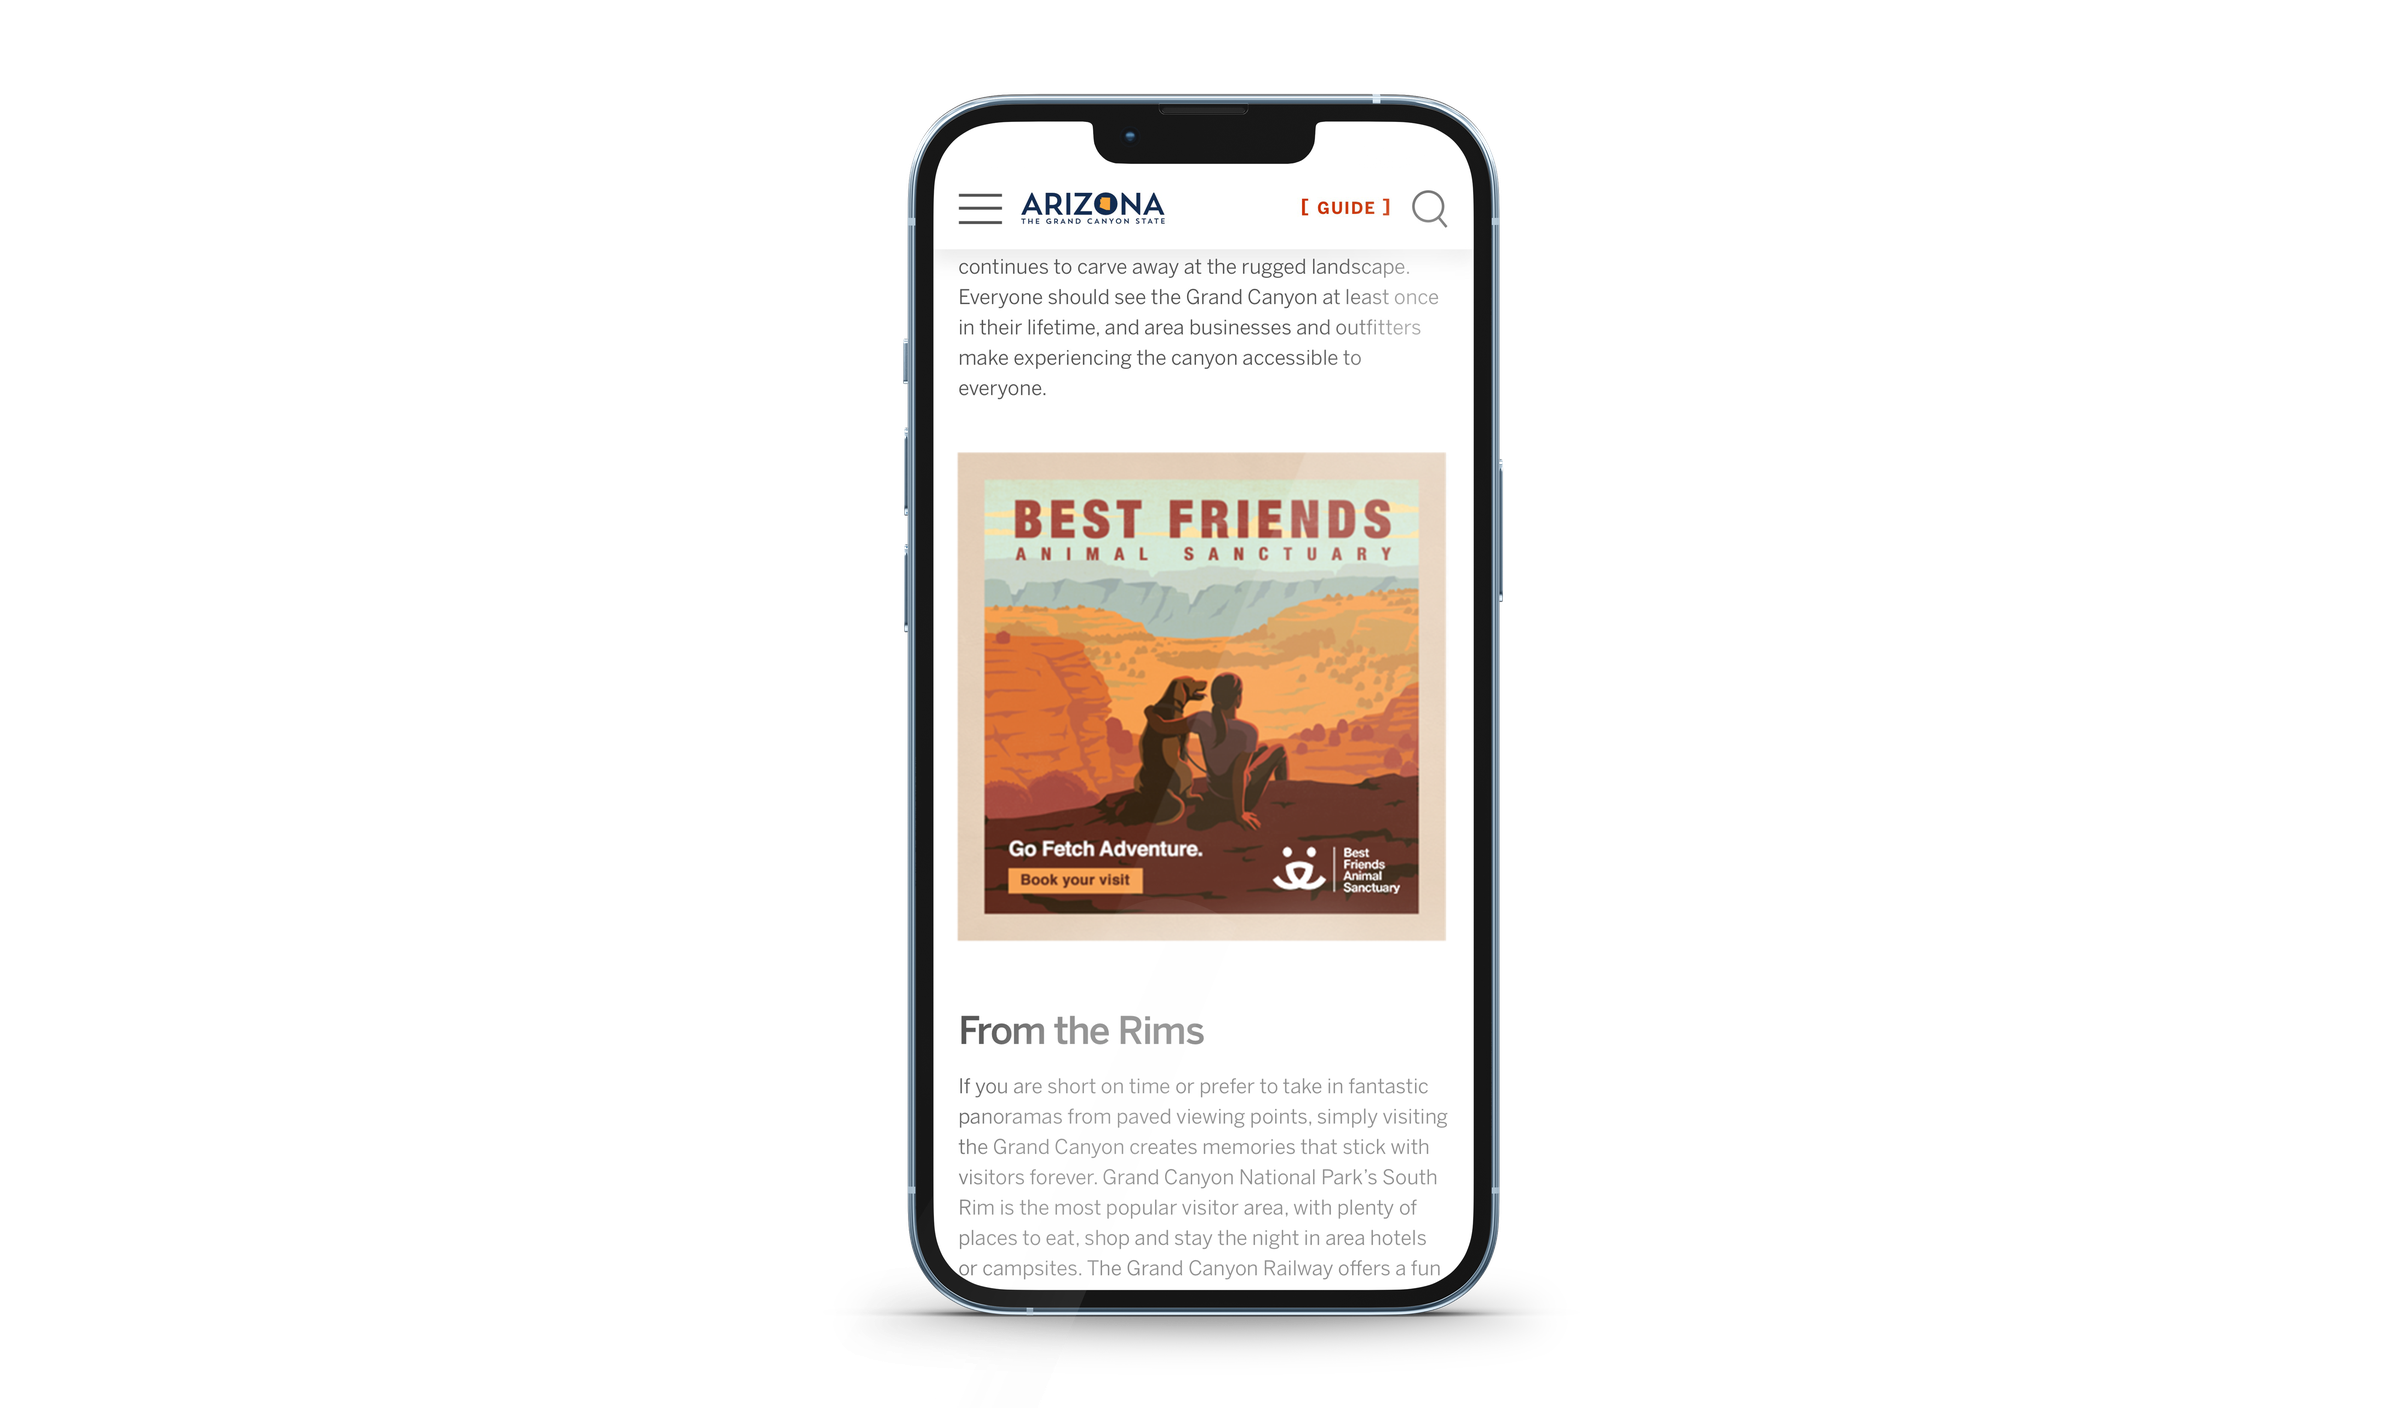 ARIZONA
THE GRAND CANYON STATE
[ GUIDE ]
continues to carve away at the rugged landscape.
Everyone should see the Grand Canyon at least once
in their lifetime, and area businesses and outfitters
make experiencing the canyon accessible to
everyone.
BEST FRIENDS
ANIMAL SANCTUARY
Go Fetch Adventure.
Book your visit
Best
Friends
Animal
Sanctuary
From the Rims
If you are short on time or prefer to take in fantastic
panoramas from paved viewing points, simply visiting
the Grand Canyon creates memories that stick with
visitors forever. Grand Canyon National Park’s South
Rim is the most popular visitor area, with plenty of
places to eat, shop and stay the night in area hotels
or campsites. The Grand Canyon Railway offers a fun